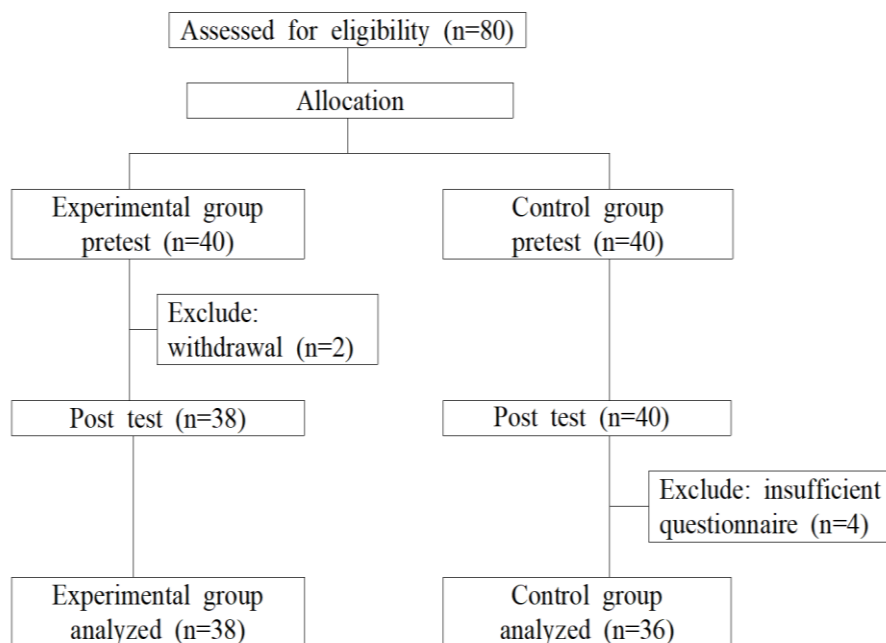 Assessed for eligibility (n=80)
Allocation
Experimental group
pretest (n=40)
Control group
pretest (n=40)
Exclude:
withdrawal (n=2)
Post test (n=38)
Post test (n=40)
Exclude: insufficient
questionnaire (n=4)
Experimental group
analyzed (n=38)
Control group
analyzed (n=36)